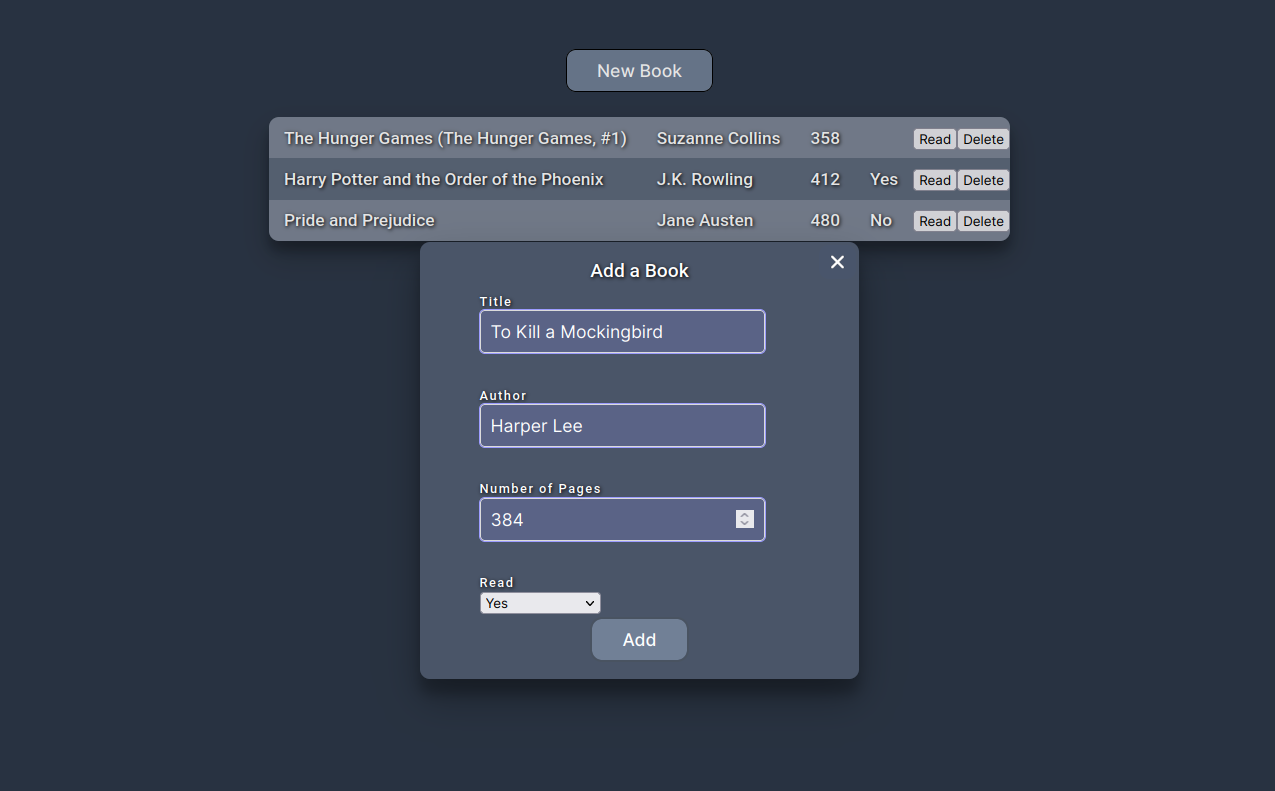 New Book
The Hunger Games (The Hunger Games, #1) Suzanne Collins 358 Read Delete
Harry Potter and the Order of the Phoenix J.K. Rowling 412 Yes Read Delete
Pride and Prejudice Jane Austen 480 No Read Delete
Add a Book
Title
To Kill a Mockingbird
Author
Harper Lee
Number of Pages
384
Read
Yes
Add